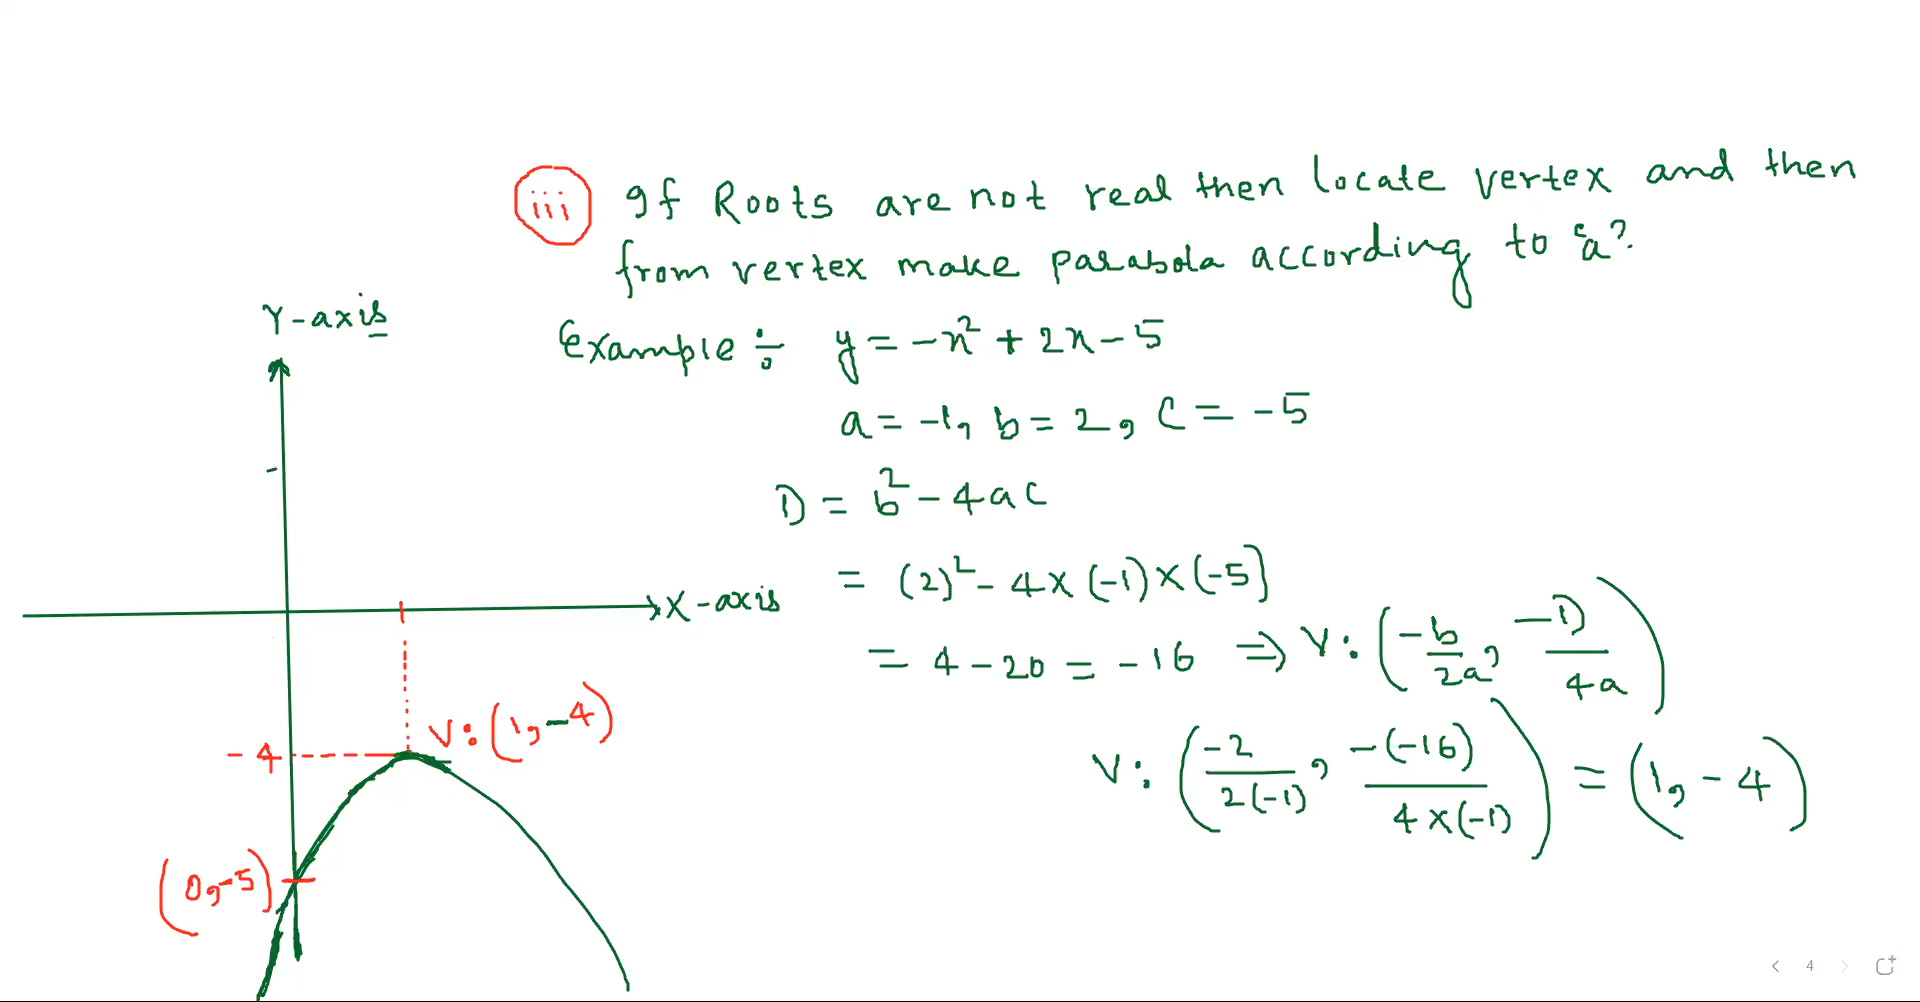 iii If Roots are not real then locate vertex and then
from vertex make parabola according to 'a'?
Y-axis
Example ÷ y = -x² + 2x - 5
a = -1, b = 2, C = -5
D = b² - 4ac
= (2)² - 4x (-1) x (-5)
X-axis
= 4 - 20 = -16 ⇒ V: (-b/2a, -D/4a)
V: (1, -4)
-4
V: (-2/2(-1), -(-16)/4x(-1)) = (1, -4)
(0, -5)
4